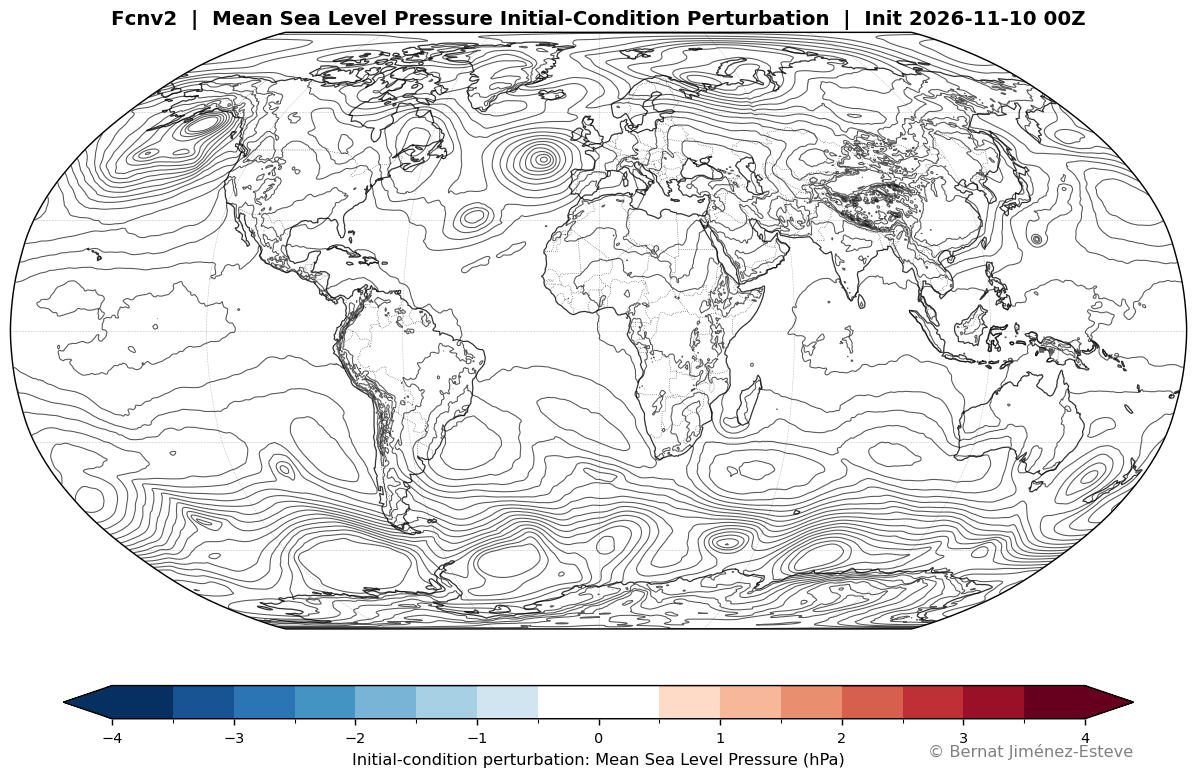 Fcnv2 | Mean Sea Level Pressure Initial-Condition Perturbation | Init 2026-11-10 00Z
−4 −3 −2 −1 0 1 2 3 4
© Bernat Jiménez-Esteve
Initial-condition perturbation: Mean Sea Level Pressure (hPa)